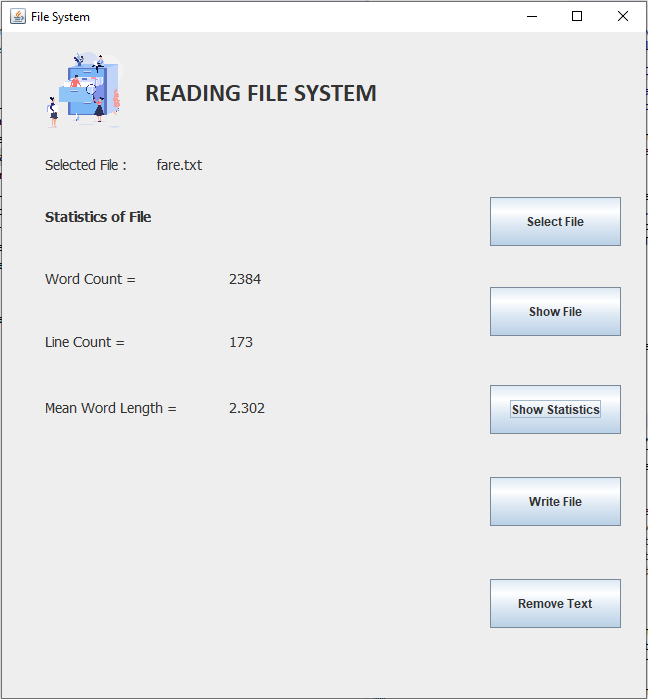 File System
READING FILE SYSTEM
Selected File : fare.txt
Statistics of File
Select File
Word Count = 2384
Show File
Line Count = 173
Mean Word Length = 2.302
Show Statistics
Write File
Remove Text